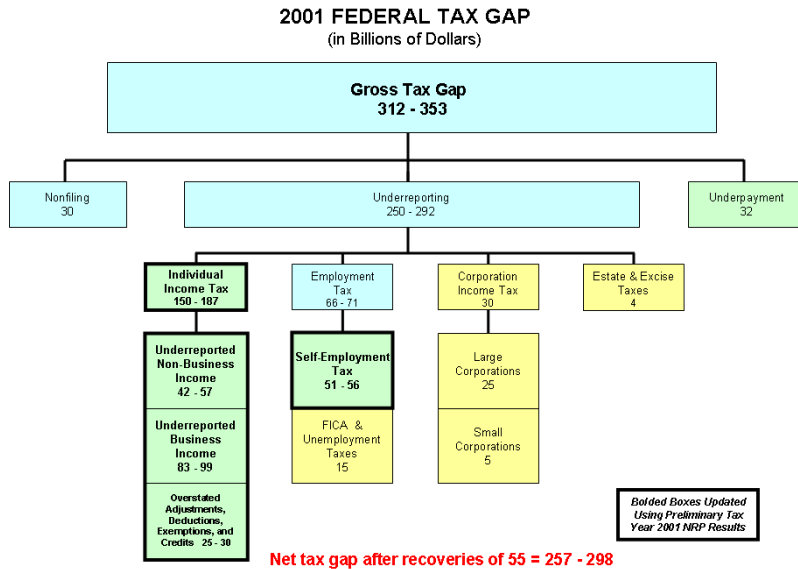 2001 FEDERAL TAX GAP
(in Billions of Dollars)
Gross Tax Gap
312 - 353
Nonfiling
30
Underreporting
250 - 292
Underpayment
32
Individual
Income Tax
150 - 187
Employment
Tax
66 - 71
Corporation
Income Tax
30
Estate & Excise
Taxes
4
Underreported
Non-Business
Income
42 - 57
Underreported
Business
Income
83 - 99
Overstated
Adjustments,
Deductions,
Exemptions, and
Credits 25 - 30
Self-Employment
Tax
51 - 56
FICA &
Unemployment
Taxes
15
Large
Corporations
25
Small
Corporations
5
Bolded Boxes Updated
Using Preliminary Tax
Year 2001 NRP Results
Net tax gap after recoveries of 55 = 257 - 298